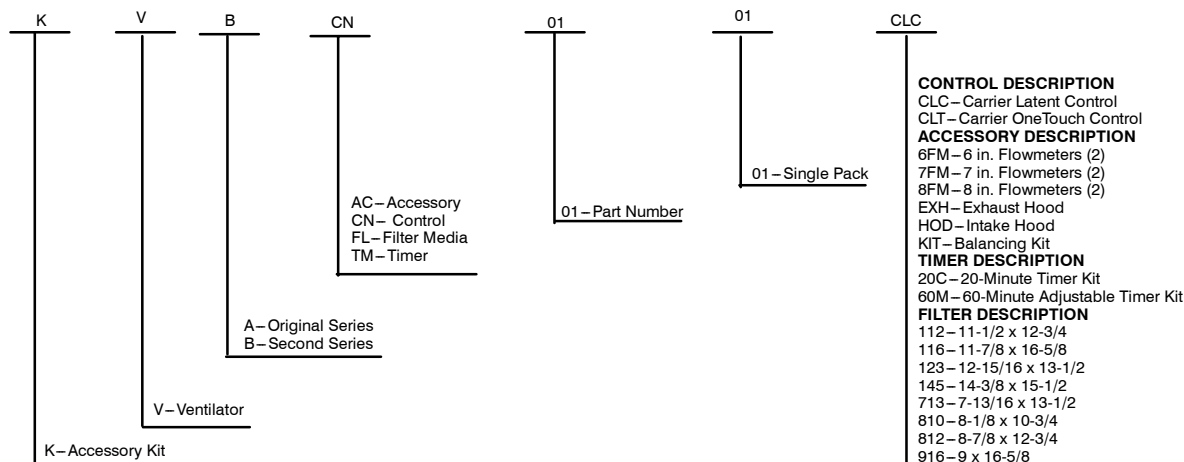 K V B CN 01 01 CLC
CONTROL DESCRIPTION
CLC–Carrier Latent Control
CLT–Carrier OneTouch Control
ACCESSORY DESCRIPTION
6FM–6 in. Flowmeters (2)
7FM–7 in. Flowmeters (2)
8FM–8 in. Flowmeters (2)
EXH–Exhaust Hood
HOD–Intake Hood
KIT–Balancing Kit
TIMER DESCRIPTION
20C–20-Minute Timer Kit
60M–60-Minute Adjustable Timer Kit
FILTER DESCRIPTION
112–11-1/2 x 12-3/4
116–11-7/8 x 16-5/8
123–12-15/16 x 13-1/2
145–14-3/8 x 15-1/2
713–7-13/16 x 13-1/2
810–8-1/8 x 10-3/4
812–8-7/8 x 12-3/4
916–9 x 16-5/8
01–Single Pack
01–Part Number
AC–Accessory
CN– Control
FL–Filter Media
TM–Timer
A–Original Series
B–Second Series
V–Ventilator
K–Accessory Kit